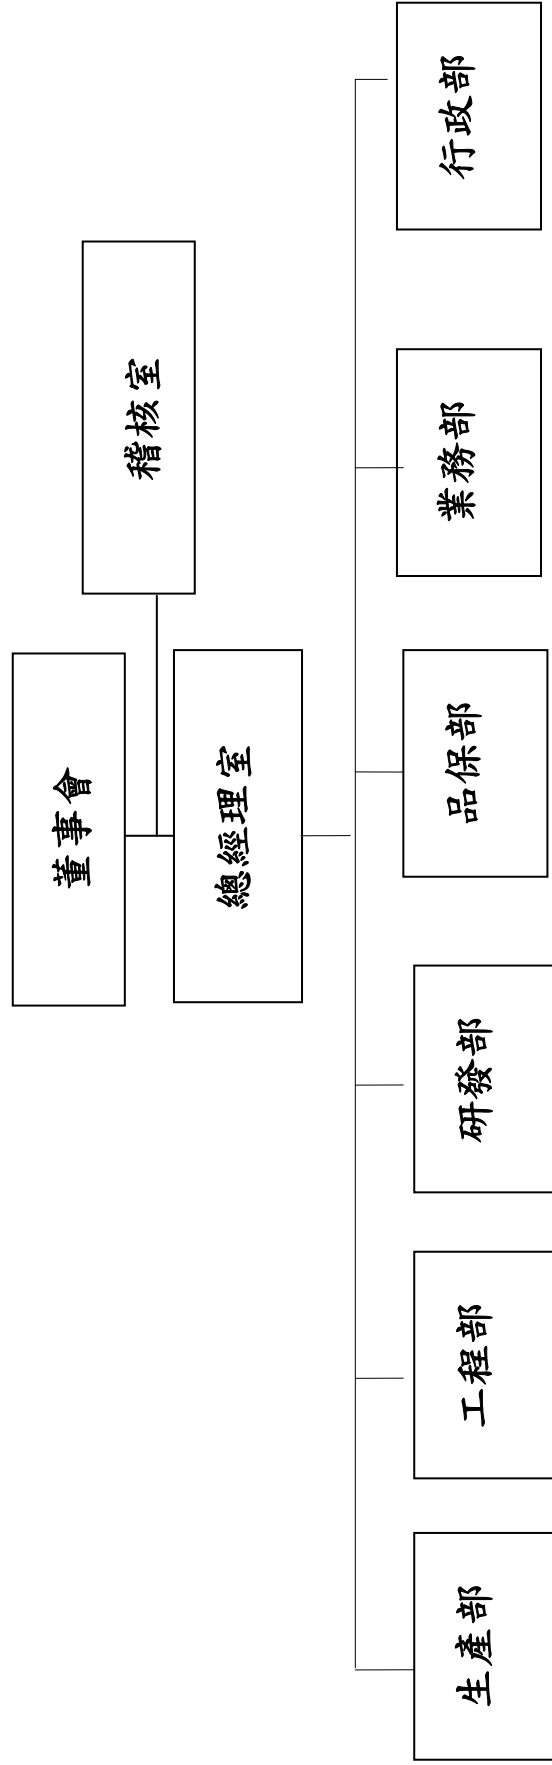 董事會
稽核室
總經理室
生產部
工程部
研發部
品保部
業務部
行政部